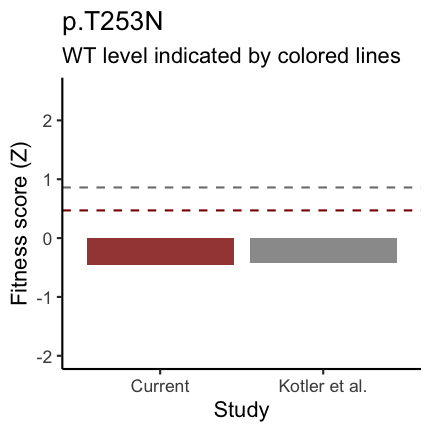 p.T253N
WT level indicated by colored lines
Fitness score (Z)
2
1
0
-1
-2
Current
Kotler et al.
Study